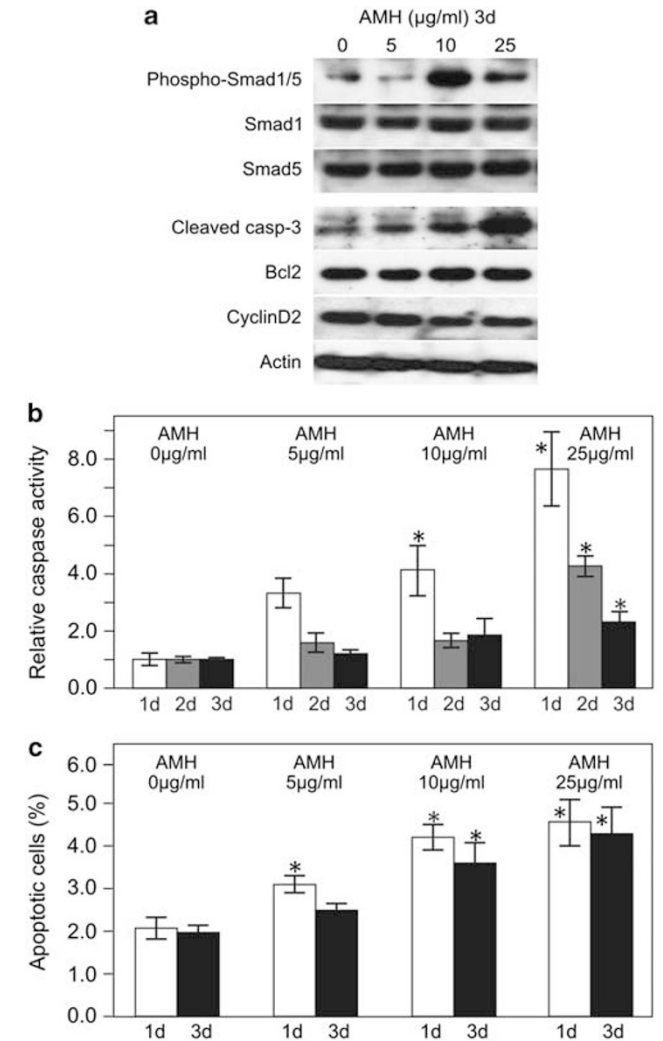 a
AMH (µg/ml) 3d
0 5 10 25
Phospho-Smad1/5
Smad1
Smad5
Cleaved casp-3
Bcl2
CyclinD2
Actin
b
Relative caspase activity
8.0
6.0
4.0
2.0
0.0
AMH AMH AMH AMH
0µg/ml 5µg/ml 10µg/ml 25µg/ml
* * * *
1d 2d 3d 1d 2d 3d 1d 2d 3d 1d 2d 3d
c
Apoptotic cells (%)
6.0
5.0
4.0
3.0
2.0
1.0
0.0
AMH AMH AMH AMH
0µg/ml 5µg/ml 10µg/ml 25µg/ml
* * * * *
1d 3d 1d 3d 1d 3d 1d 3d